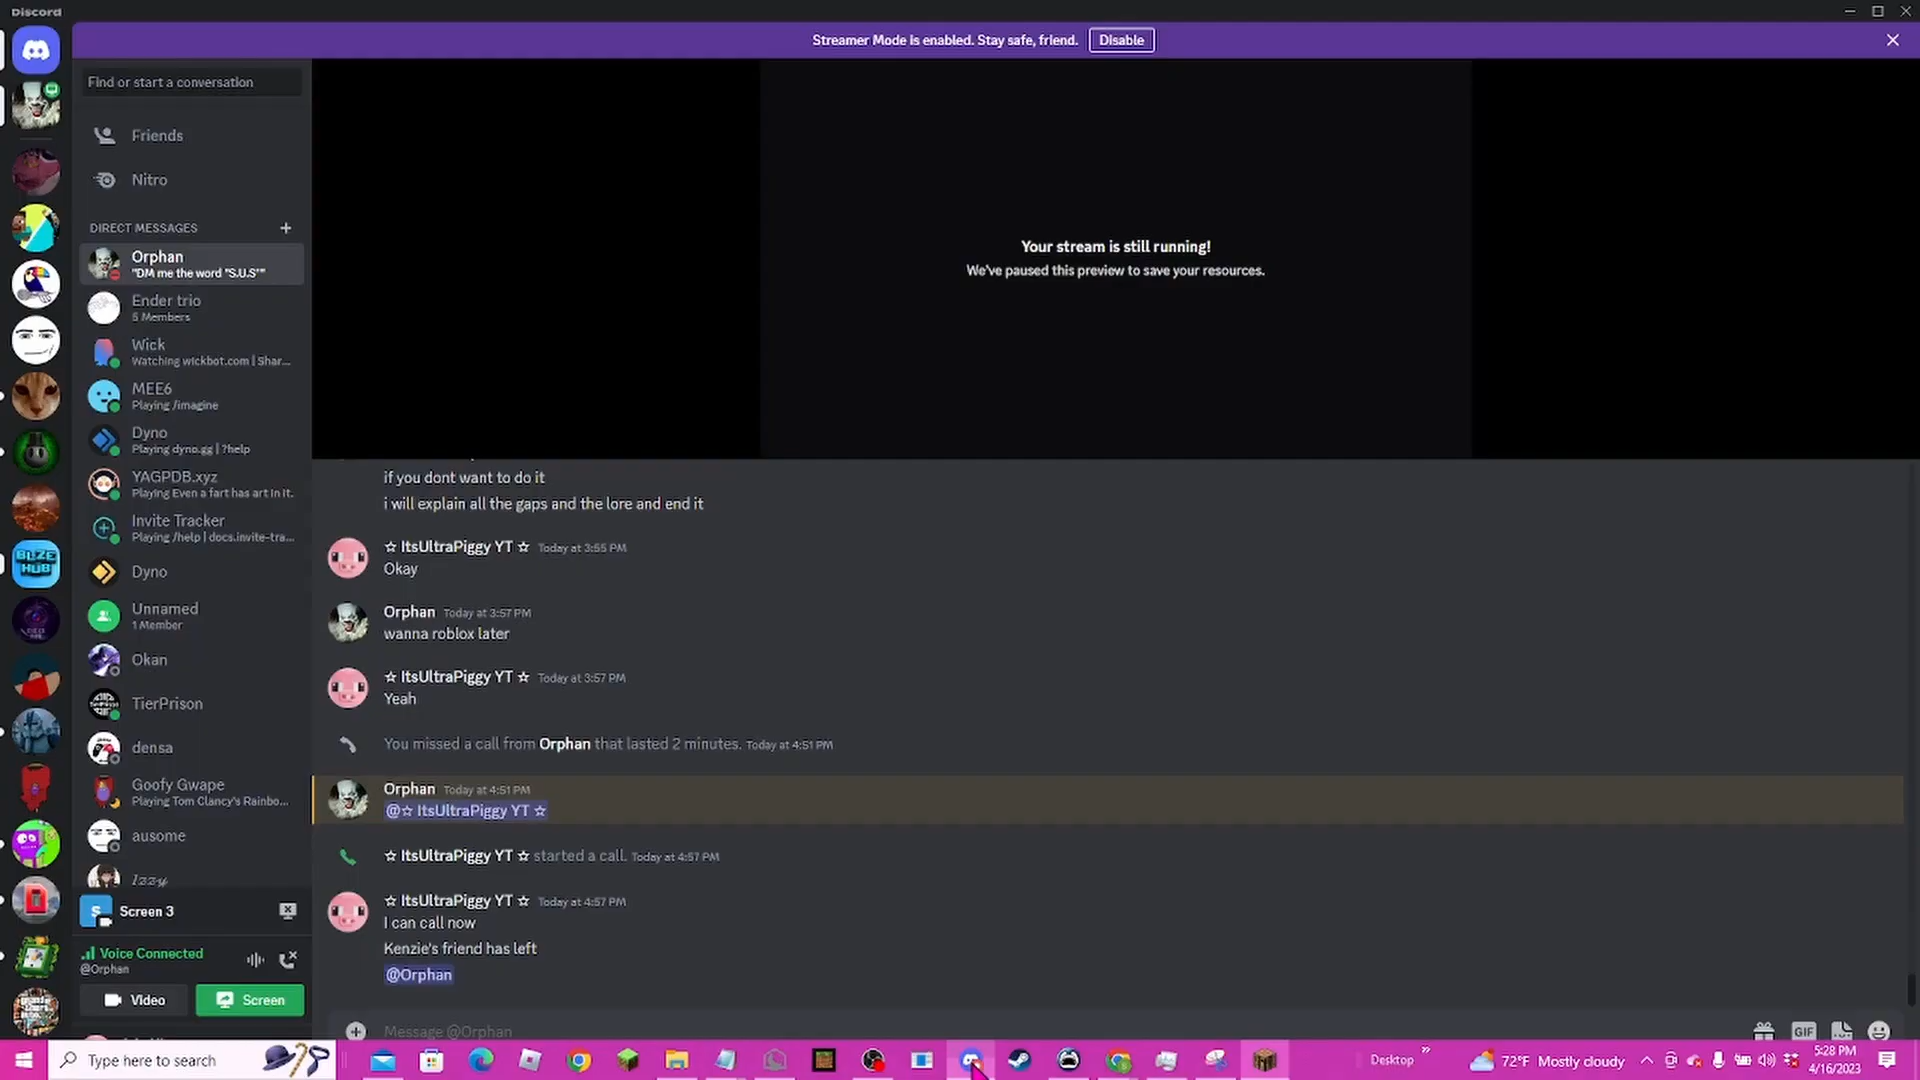 Discord
Streamer Mode is enabled. Stay safe, friend.
Disable
Find or start a conversation
Friends
Nitro
DIRECT MESSAGES
Orphan
"DM me the word "S.U.S""
Ender trio
5 Members
Wick
Watching wickbot.com | Shar...
MEE6
Playing /imagine
Dyno
Playing dyno.gg | ?help
YAGPDB.xyz
Playing Even a fart has art in it.
Invite Tracker
Playing /help | docs.invite-tra...
Dyno
Unnamed
1 Member
Okan
TierPrison
densa
Goofy Gwape
Playing Tom Clancy's Rainbo...
ausome
Izzy
BLZE
HUB
Screen 3
Voice Connected
@Orphan
Video
Screen
Your stream is still running!
We've paused this preview to save your resources.
if you dont want to do it
i will explain all the gaps and the lore and end it
☆ ItsUltraPiggy YT ☆ Today at 3:55 PM
Okay
Orphan Today at 3:57 PM
wanna roblox later
☆ ItsUltraPiggy YT ☆ Today at 3:57 PM
Yeah
You missed a call from Orphan that lasted 2 minutes. Today at 4:51 PM
Orphan Today at 4:51 PM
@☆ ItsUltraPiggy YT ☆
☆ ItsUltraPiggy YT ☆ started a call. Today at 4:57 PM
☆ ItsUltraPiggy YT ☆ Today at 4:57 PM
I can call now
Kenzie's friend has left
@Orphan
Message @Orphan
GIF
Type here to search
Desktop
72°F Mostly cloudy
5:28 PM
4/16/2023